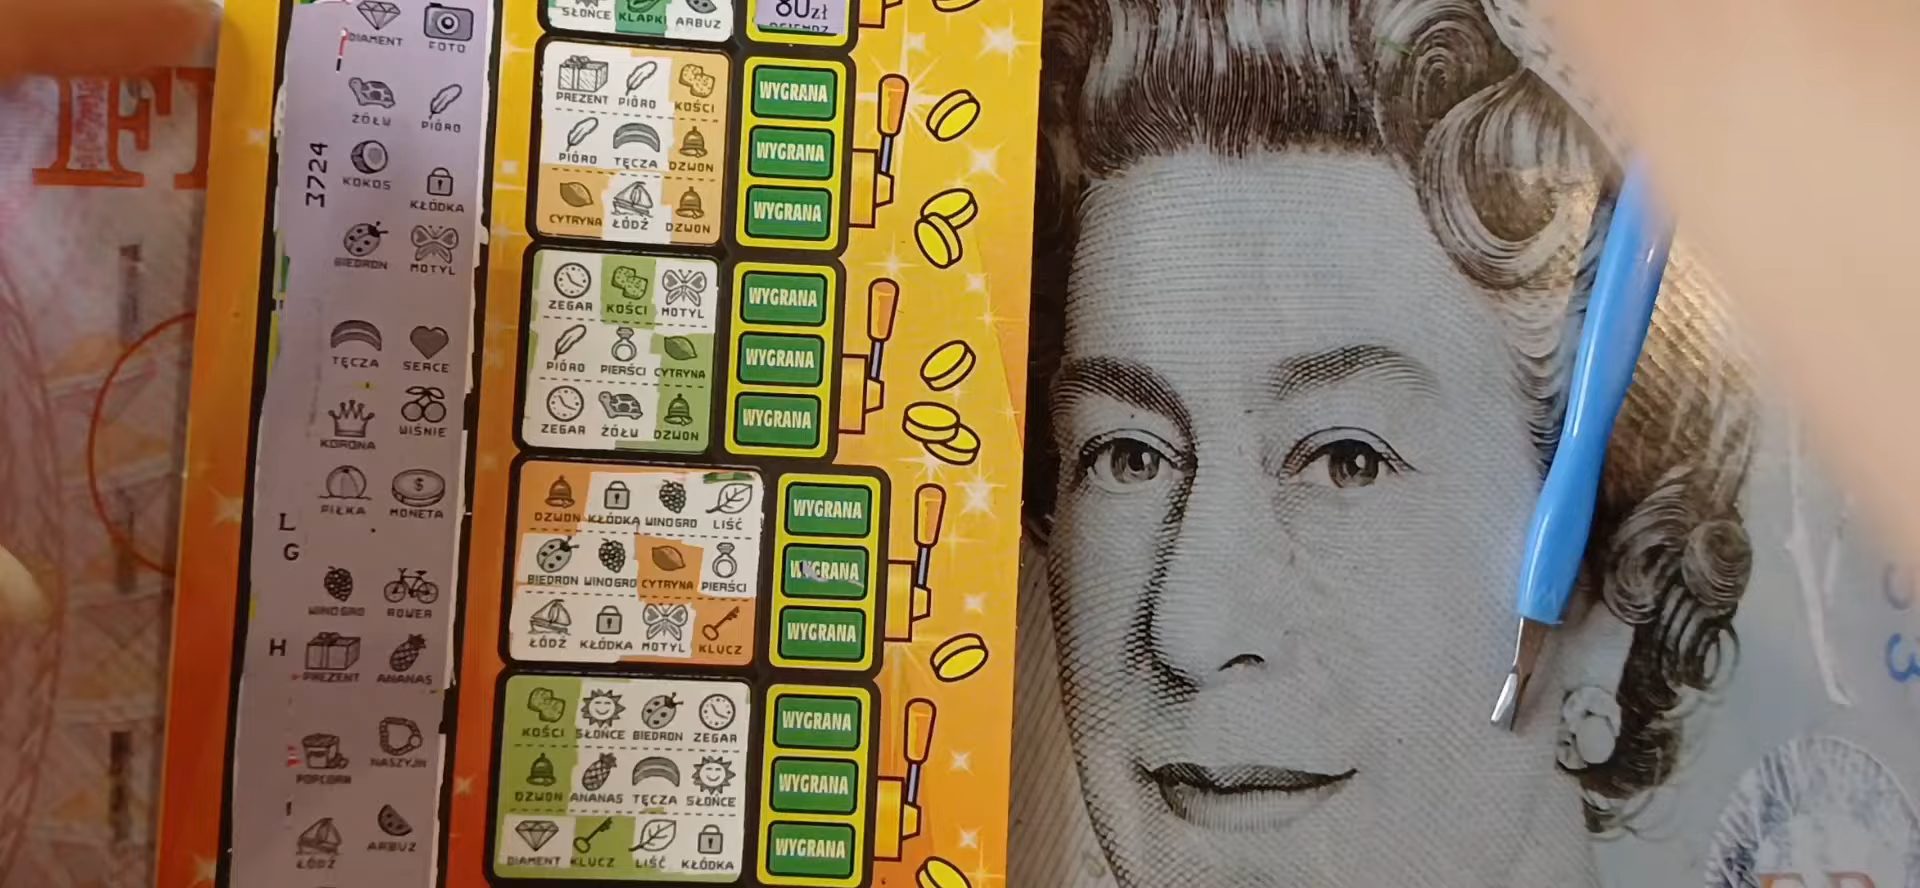 DIAMENT FOTO
ŻÓŁW PIÓRO
3724
KOKOS KŁÓDKA
BIEDRON MOTYL
TĘCZA SERCE
KORONA WIŚNIE
PIŁKA MONETA
L
G
WINOGRO ROWER
H
PREZENT ANANAS
POPCORN NASZYJN
ŁÓDŹ ARBUZ
SŁOŃCE KLAPKI ARBUZ
80zł
PREZENT PIÓRO KOŚCI
PIÓRO TĘCZA DZWON
CYTRYNA ŁÓDŹ DZWON
WYGRANA
WYGRANA
WYGRANA
ZEGAR KOŚCI MOTYL
PIÓRO PIERŚCI CYTRYNA
ZEGAR ŻÓŁW DZWON
WYGRANA
WYGRANA
WYGRANA
DZWON KŁÓDKA WINOGRO LIŚĆ
BIEDRON WINOGRO CYTRYNA PIERŚCI
ŁÓDŹ KŁÓDKA MOTYL KLUCZ
WYGRANA
WYGRANA
WYGRANA
KOŚCI SŁOŃCE BIEDRON ZEGAR
DZWON ANANAS TĘCZA SŁOŃCE
DIAMENT KLUCZ LIŚĆ KŁÓDKA
WYGRANA
WYGRANA
WYGRANA